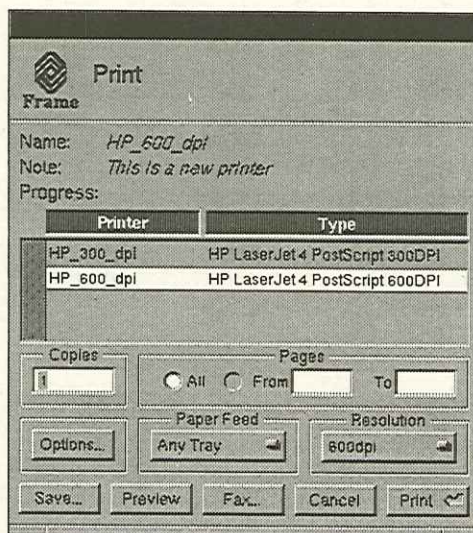 Print
Frame
Name: HP_600_dpi
Note: This is a new printer
Progress:
Printer Type
HP_300_dpi HP LaserJet 4 PostScript 300DPI
HP_600_dpi HP LaserJet 4 PostScript 600DPI
Copies Pages
1 All From To
Paper Feed Resolution
Options... Any Tray 600dpi
Save... Preview Fax... Cancel Print